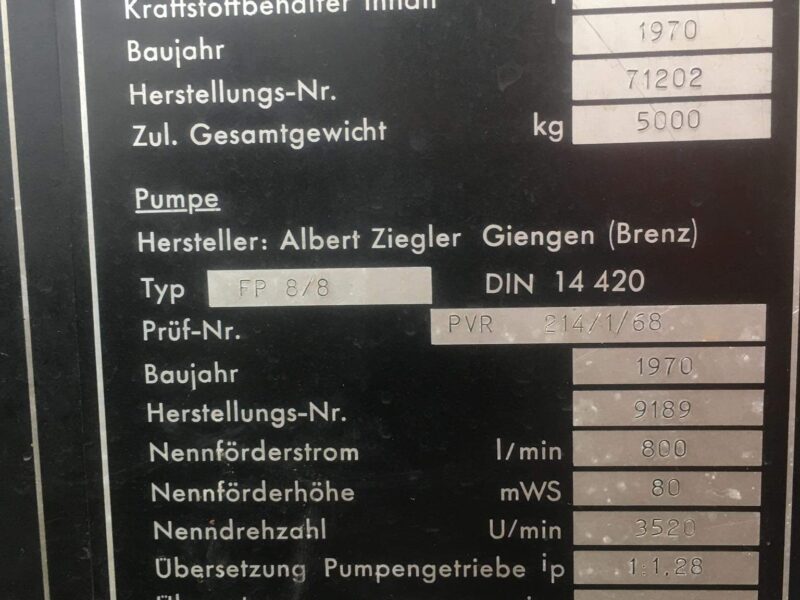 Kraftstoffbehälter Inhalt l
Baujahr 1970
Herstellungs-Nr. 71202
Zul. Gesamtgewicht kg 5000
Pumpe
Hersteller: Albert Ziegler Giengen (Brenz)
Typ FP 8/8 DIN 14 420
Prüf-Nr. PVR 214/1/68
Baujahr 1970
Herstellungs-Nr. 9189
Nennförderstrom l/min 800
Nennförderhöhe mWS 80
Nenndrehzahl U/min 3520
Übersetzung Pumpengetriebe ip 1:1,28